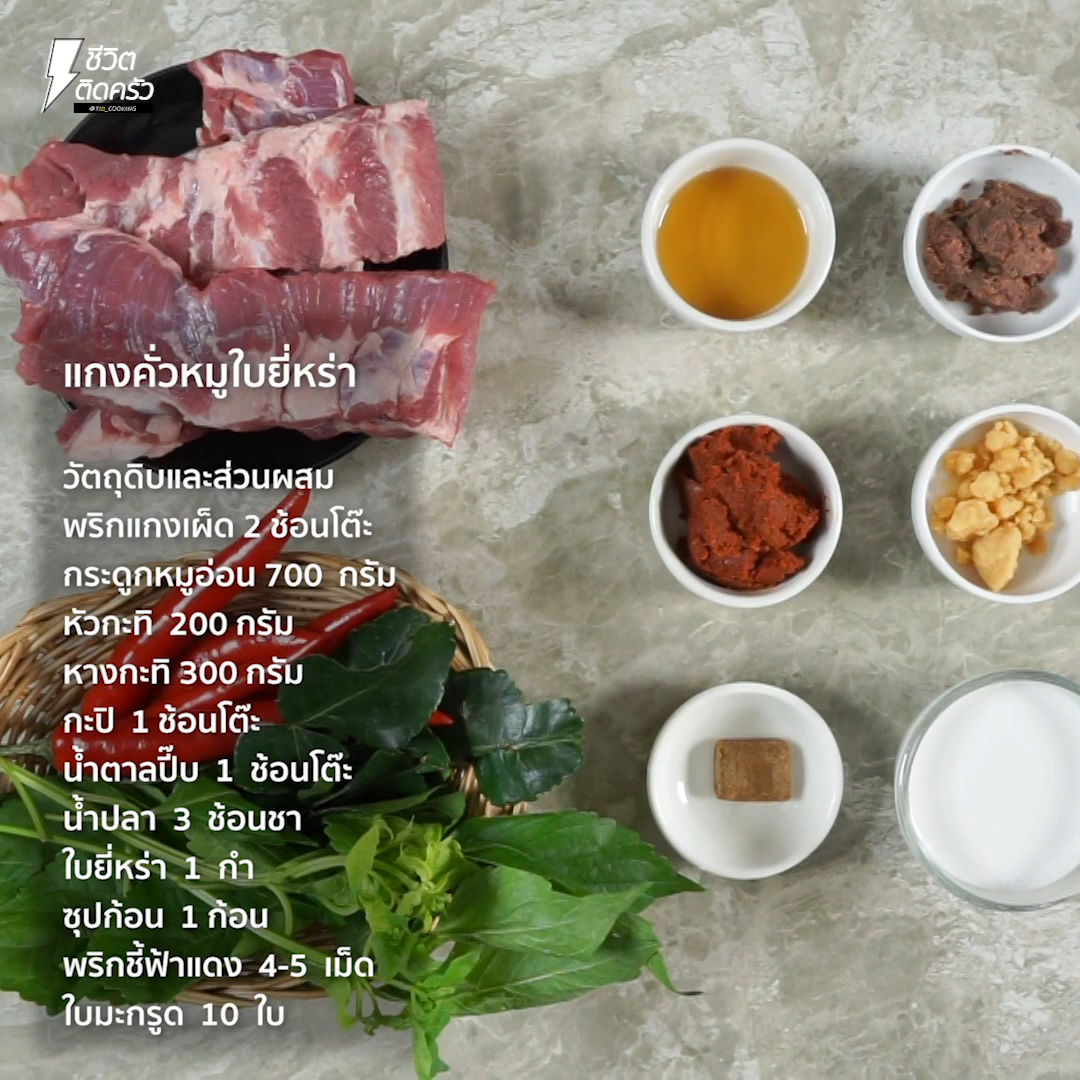 ชีวิต
ติดครัว
@TJD_COOKING
แกงคั่วหมูใบยี่หร่า
วัตถุดิบและส่วนผสม
พริกแกงเผ็ด 2 ช้อนโต๊ะ
กระดูกหมูอ่อน 700 กรัม
หัวกะทิ 200 กรัม
หางกะทิ 300 กรัม
กะปิ 1 ช้อนโต๊ะ
น้ำตาลปี๊บ 1 ช้อนโต๊ะ
น้ำปลา 3 ช้อนชา
ใบยี่หร่า 1 กำ
ซุปก้อน 1 ก้อน
พริกชี้ฟ้าแดง 4-5 เม็ด
ใบมะกรูด 10 ใบ